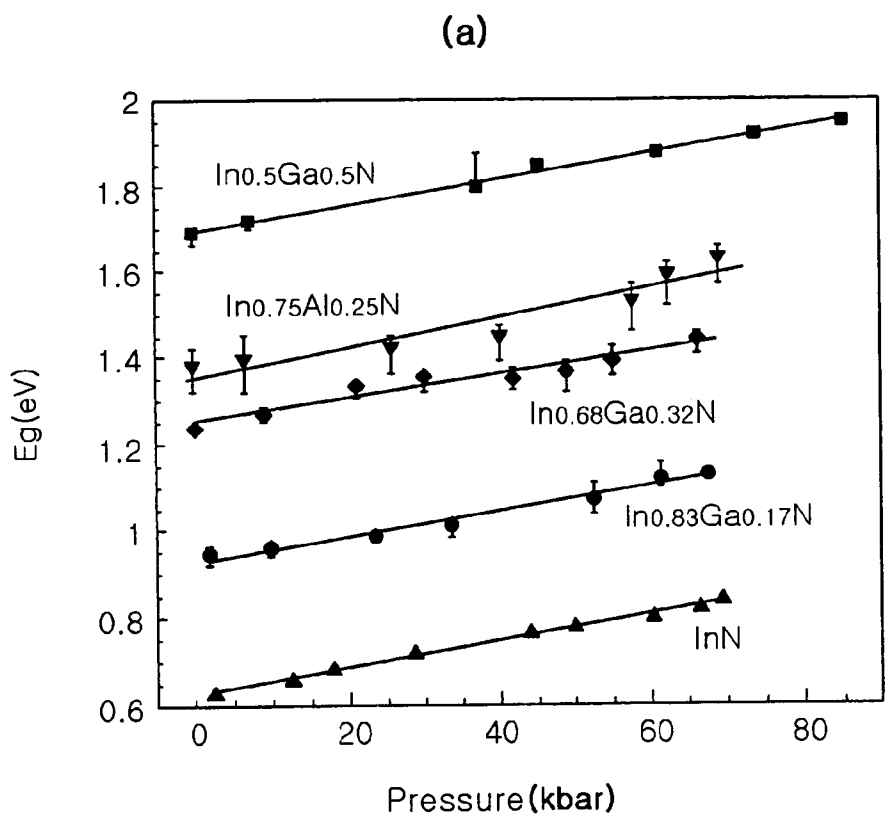 (a)
2
1.8
1.6
1.4
1.2
1
0.8
0.6
Eg(eV)
In0.5Ga0.5N
In0.75Al0.25N
In0.68Ga0.32N
In0.83Ga0.17N
InN
0 20 40 60 80
Pressure(kbar)